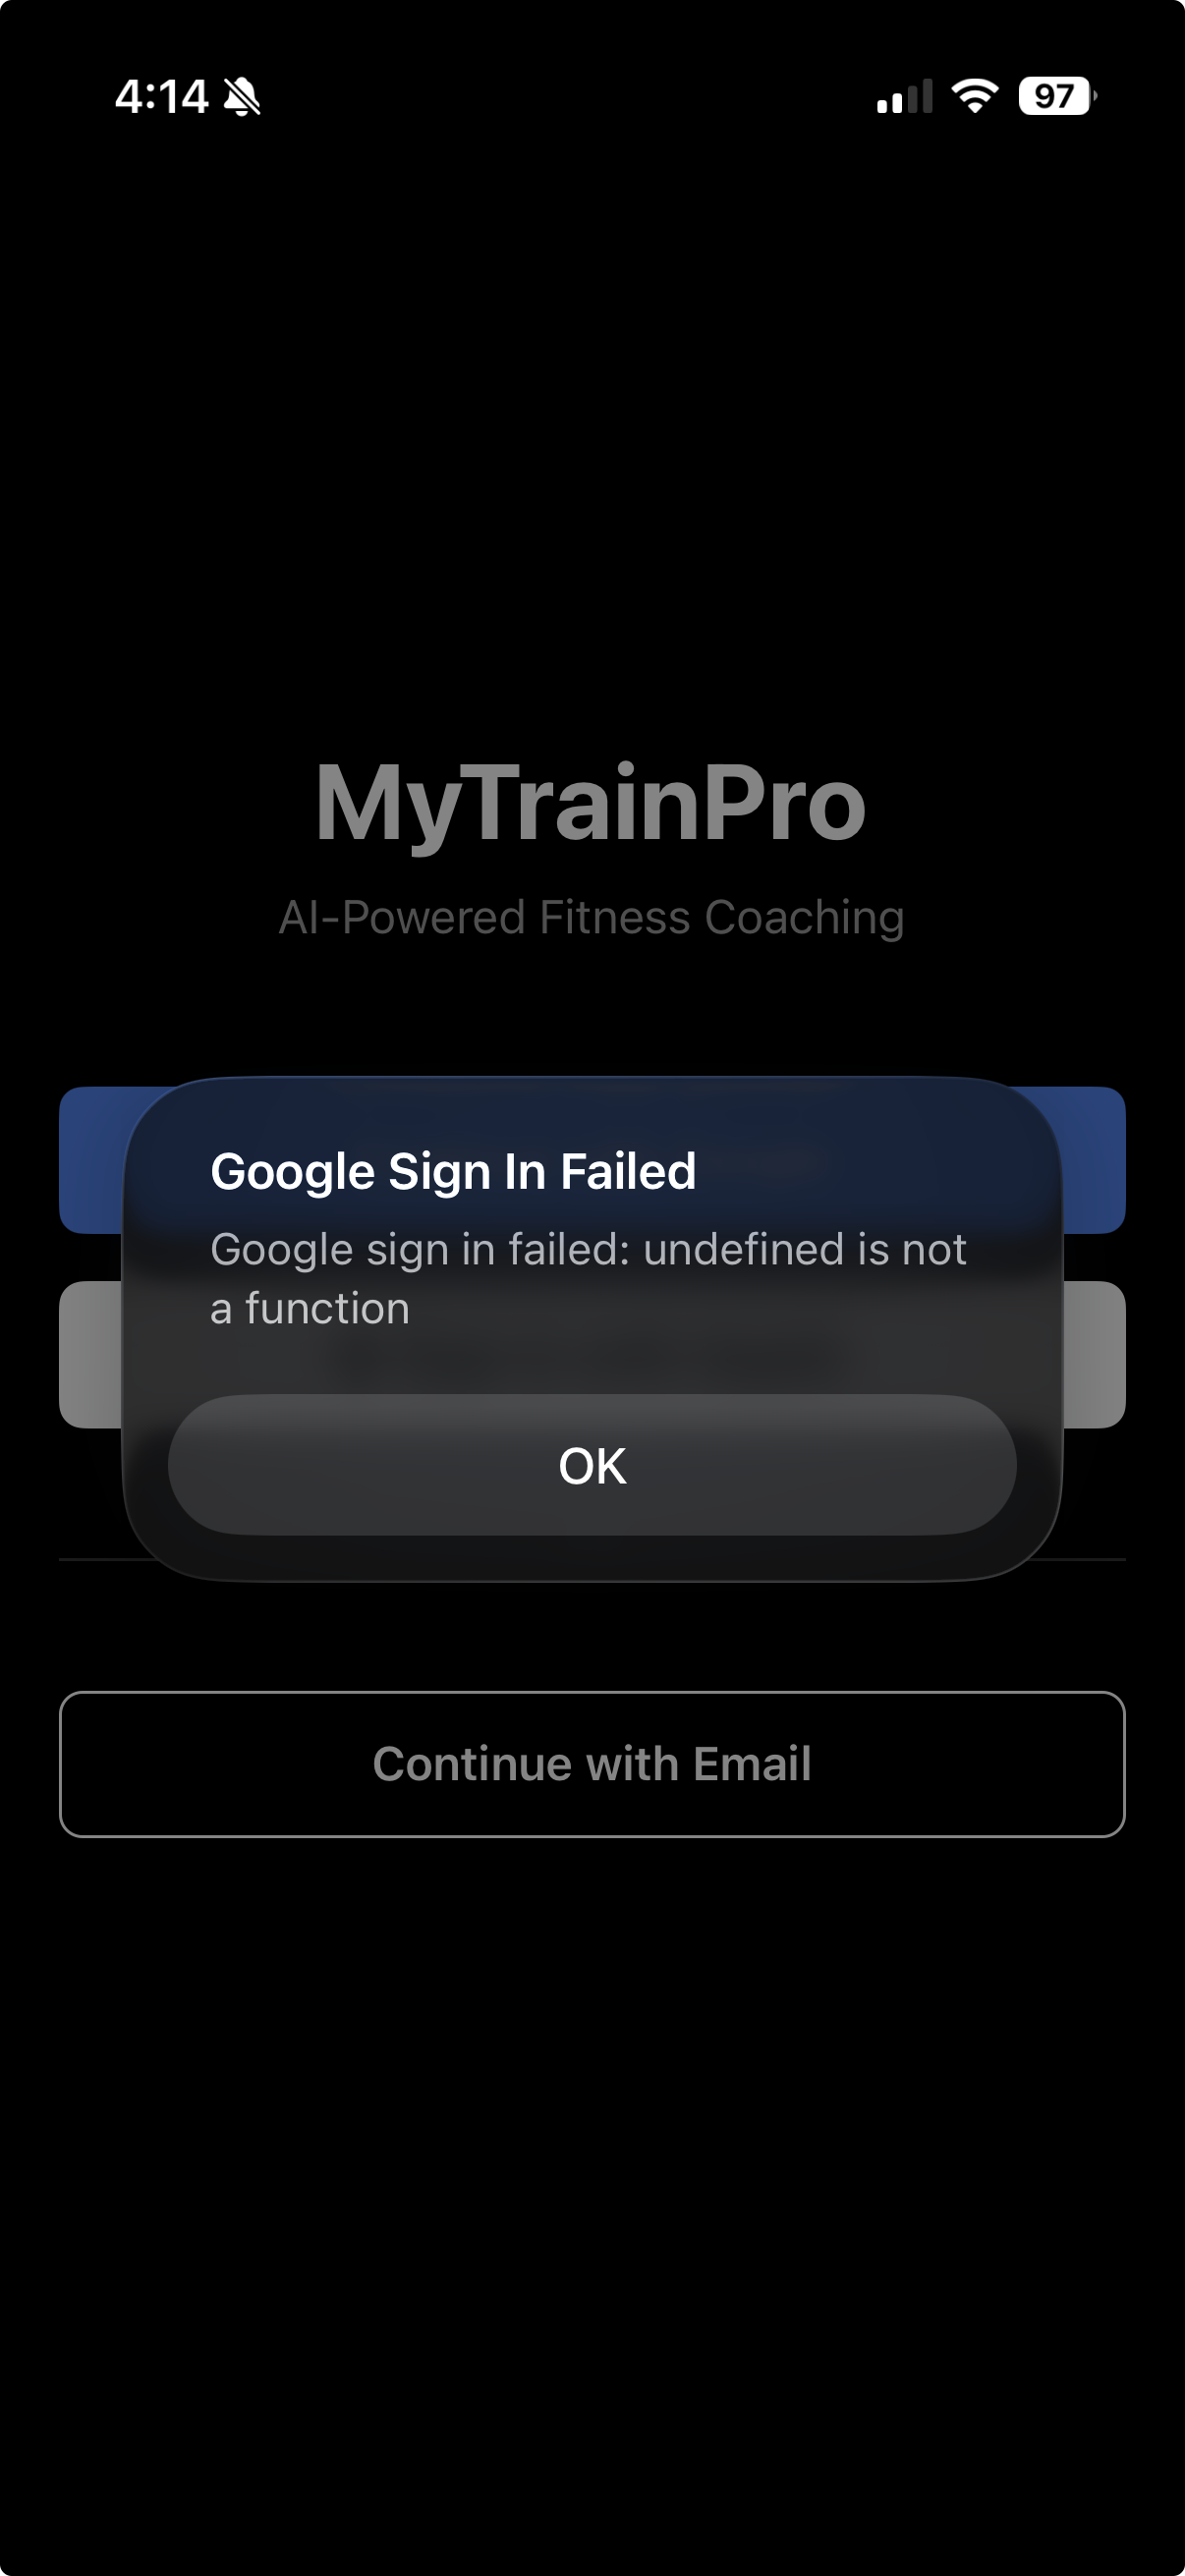 4:14
97
MyTrainPro
AI-Powered Fitness Coaching
Google Sign In Failed
Google sign in failed: undefined is not
a function
OK
Continue with Email